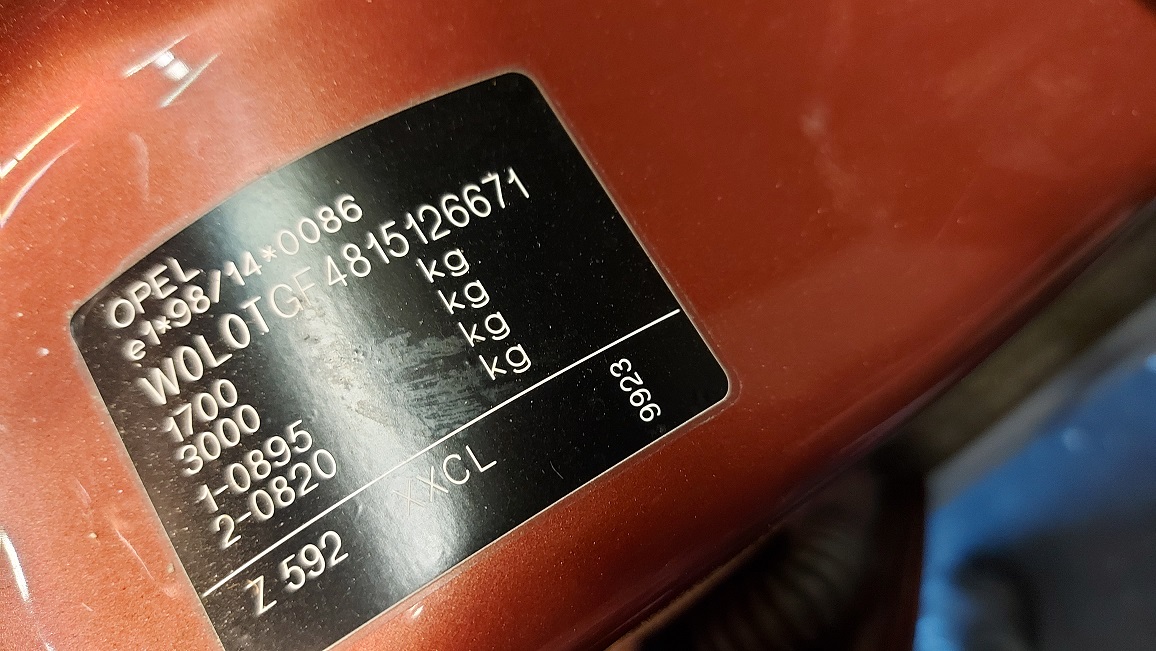 OPEL
e1*98/14*0086
W0L0TGF4815126671
1700 kg
3000 kg
1-0895 kg
2-0820 kg
Z 592 XXCL 9923